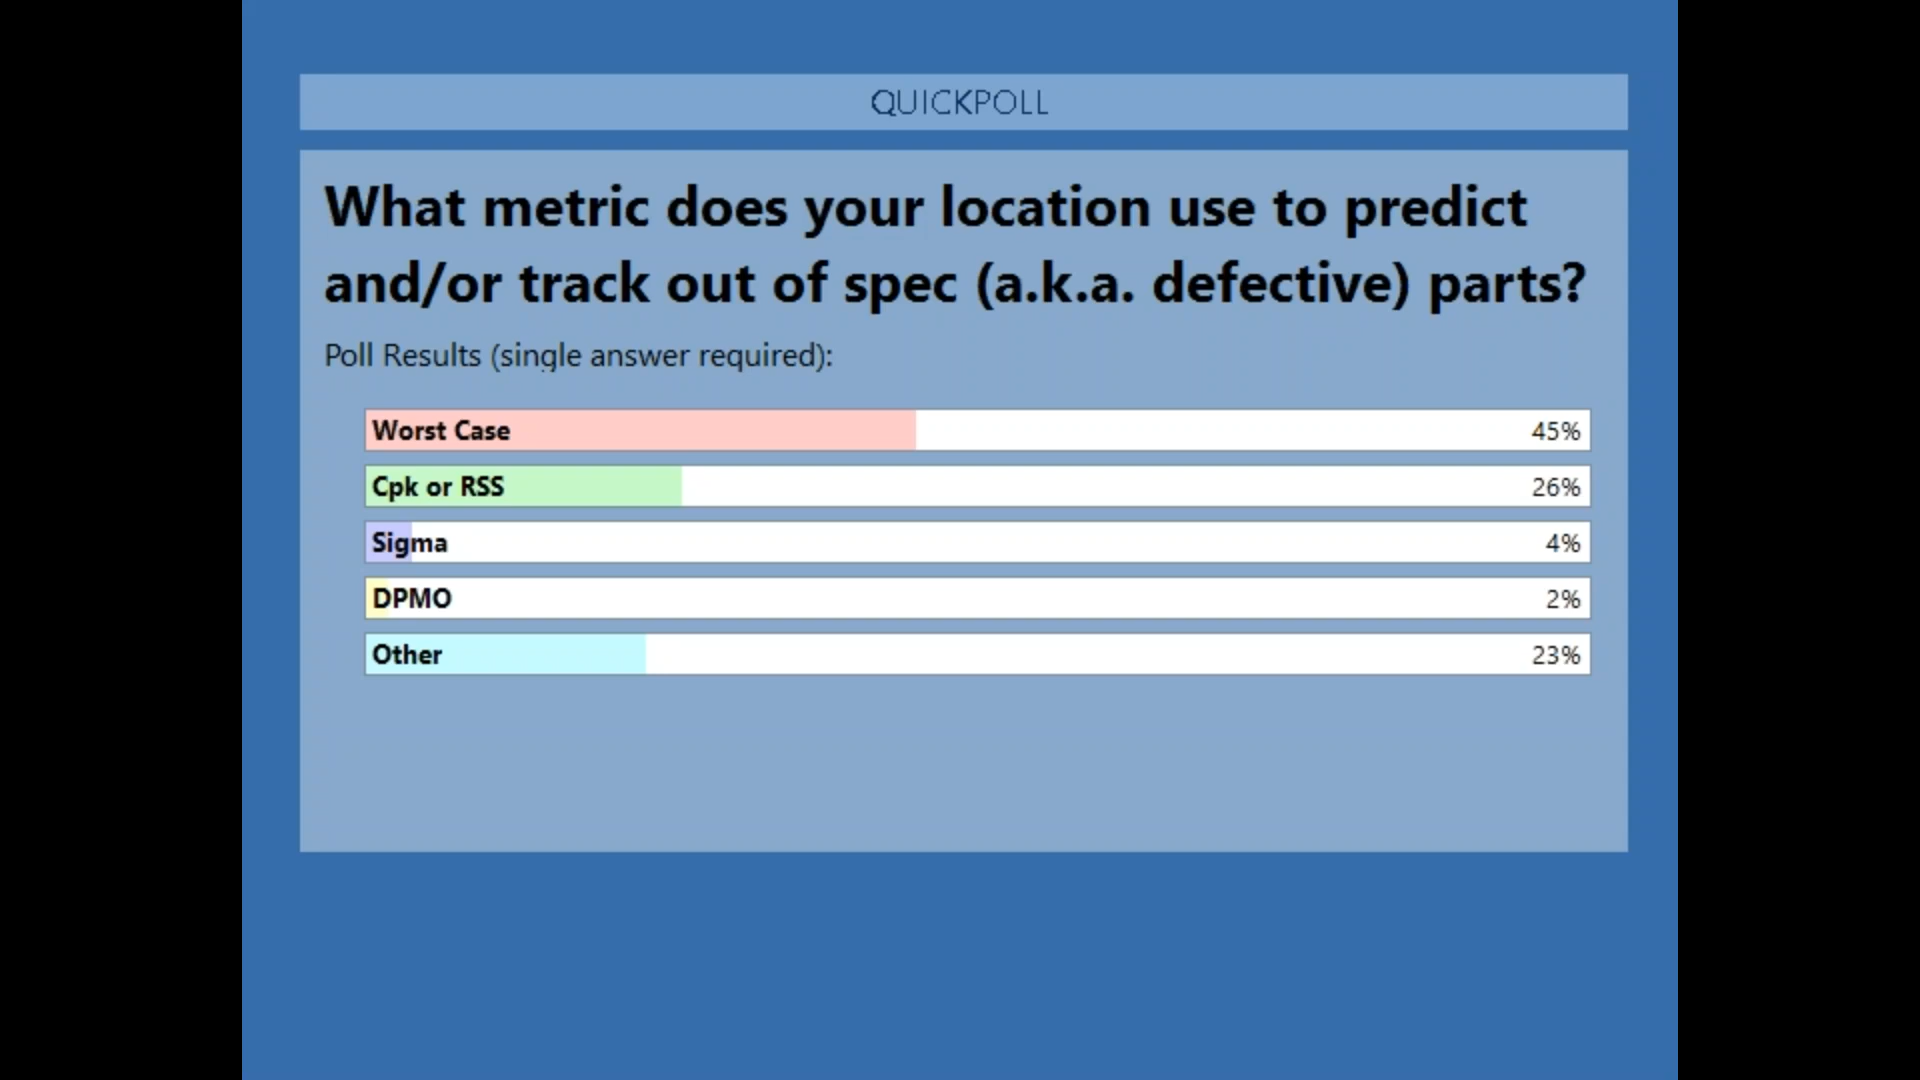 QUICKPOLL
What metric does your location use to predict
and/or track out of spec (a.k.a. defective) parts?
Poll Results (single answer required):
Worst Case 45%
Cpk or RSS 26%
Sigma 4%
DPMO 2%
Other 23%